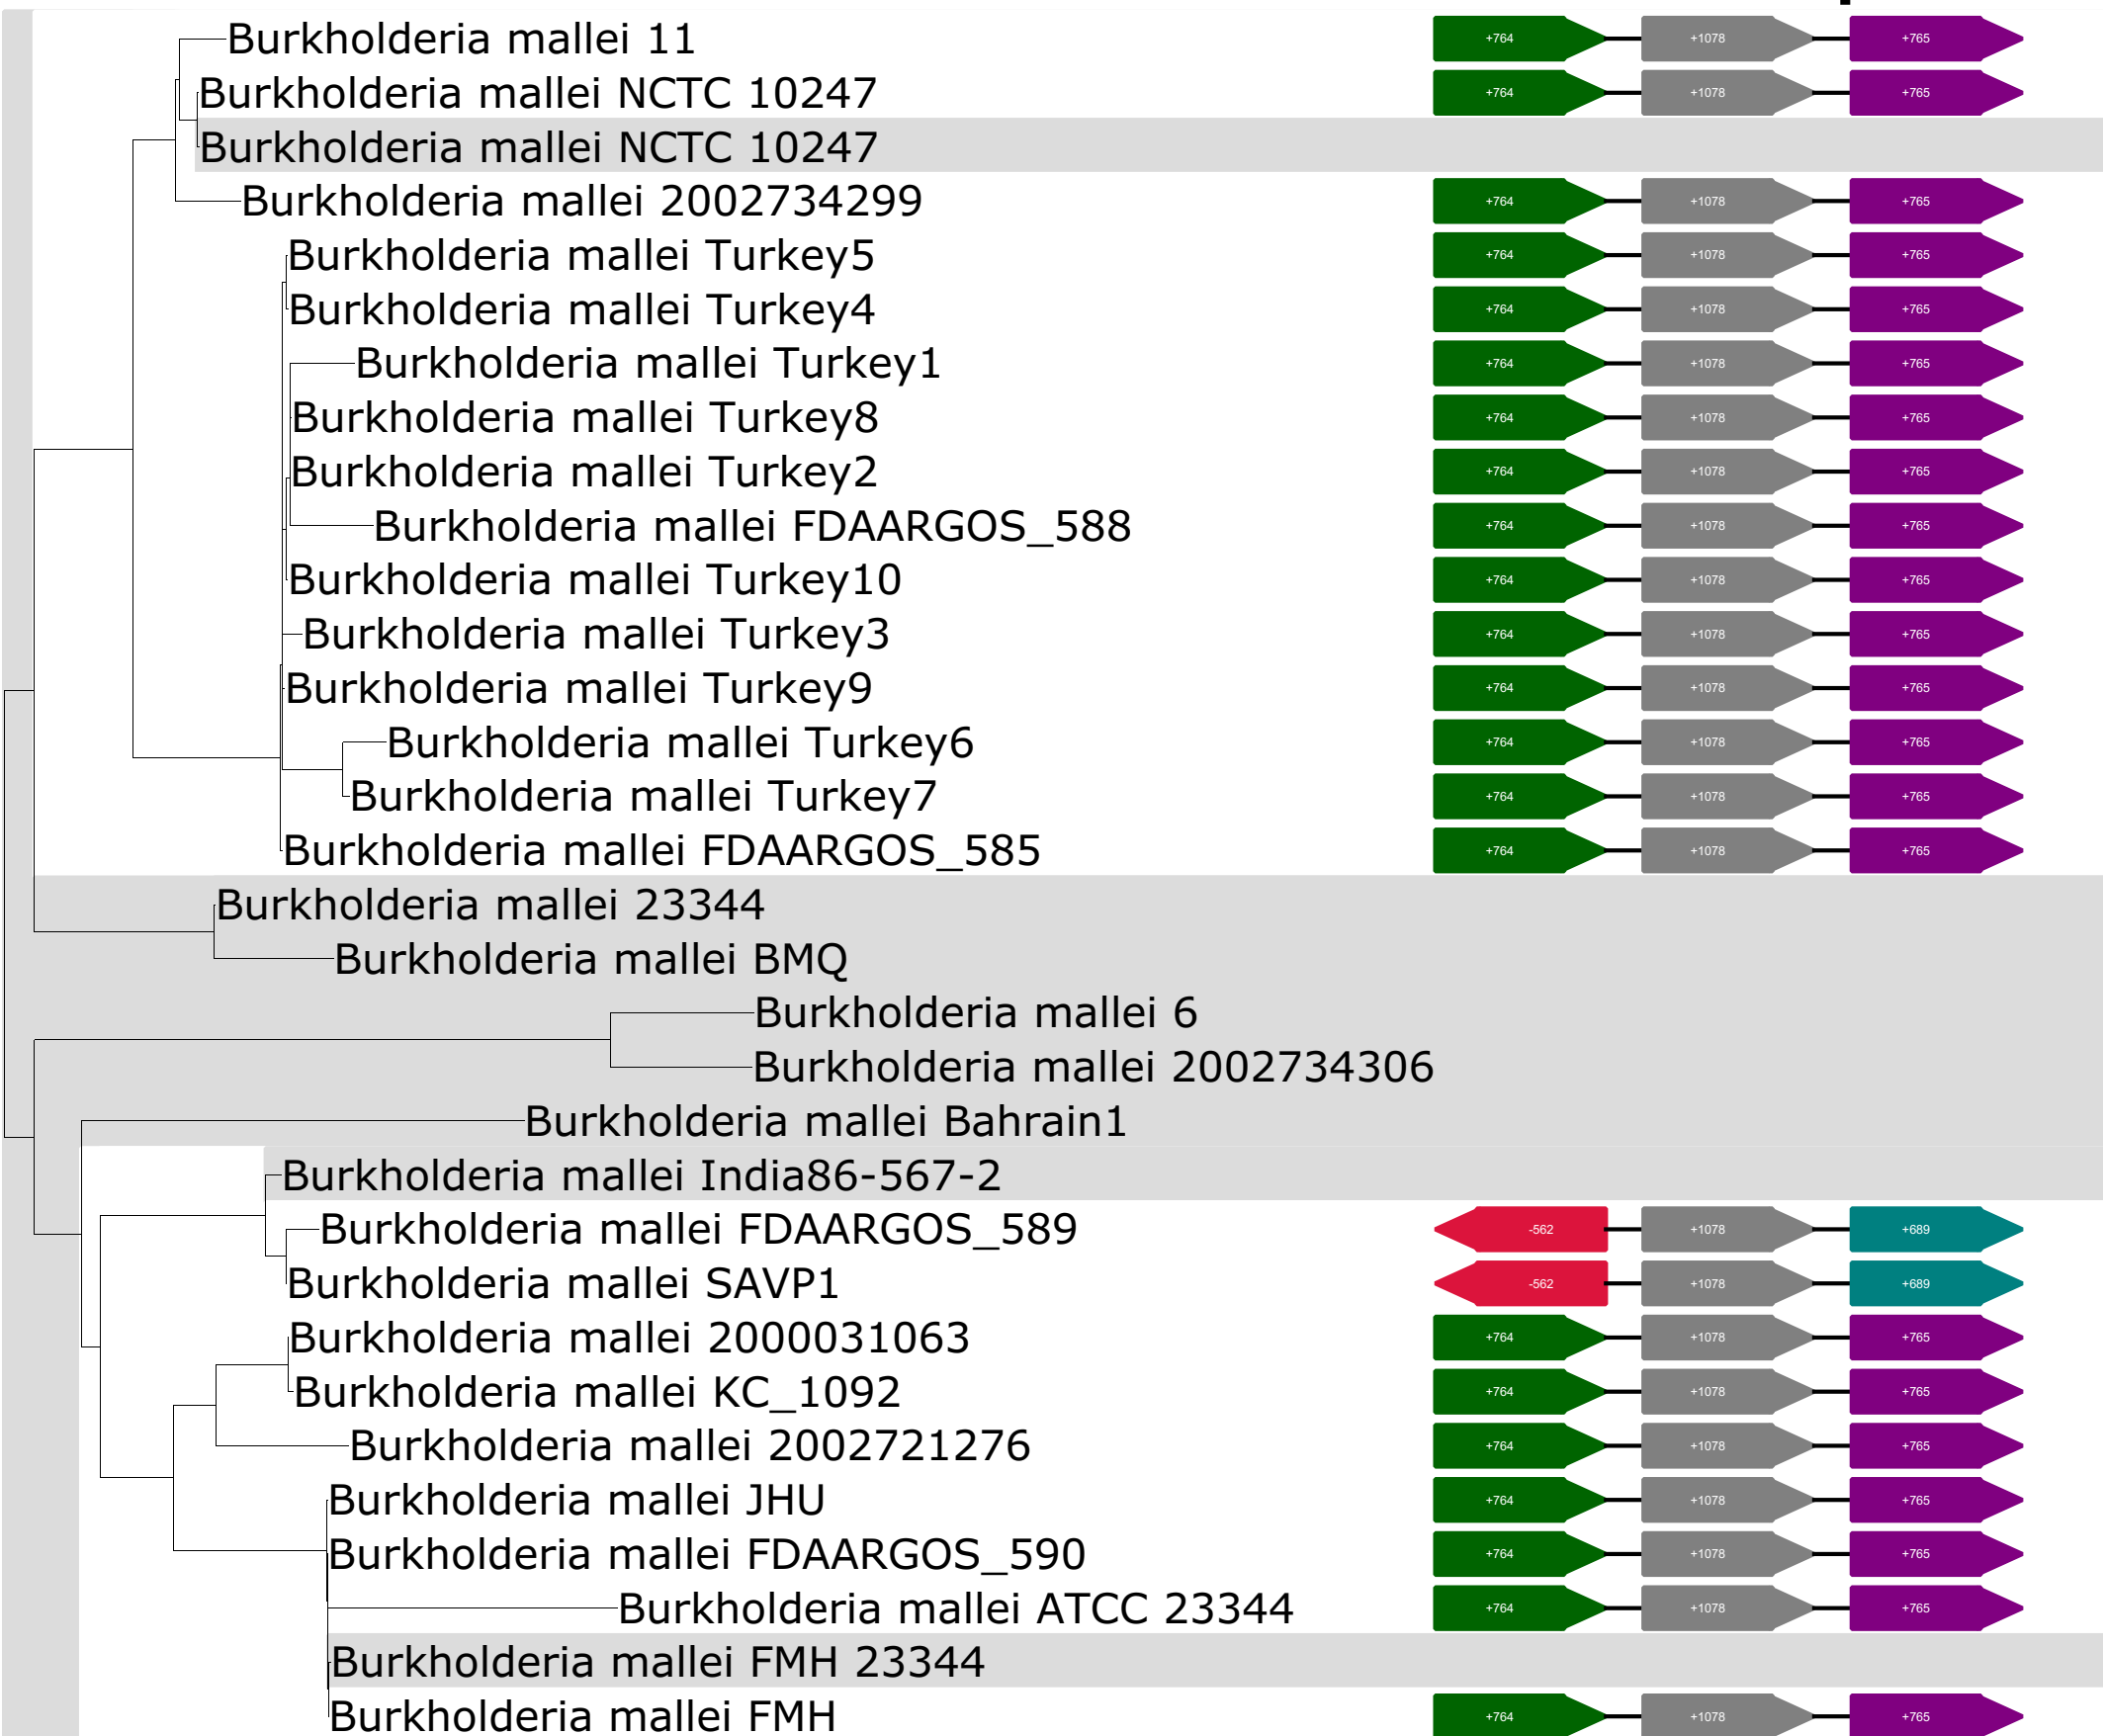 Burkholderia mallei 11 +764 +1078 +765
Burkholderia mallei NCTC 10247 +764 +1078 +765
Burkholderia mallei NCTC 10247
Burkholderia mallei 2002734299 +764 +1078 +765
Burkholderia mallei Turkey5 +764 +1078 +765
Burkholderia mallei Turkey4 +764 +1078 +765
Burkholderia mallei Turkey1 +764 +1078 +765
Burkholderia mallei Turkey8 +764 +1078 +765
Burkholderia mallei Turkey2 +764 +1078 +765
Burkholderia mallei FDAARGOS_588 +764 +1078 +765
Burkholderia mallei Turkey10 +764 +1078 +765
Burkholderia mallei Turkey3 +764 +1078 +765
Burkholderia mallei Turkey9 +764 +1078 +765
Burkholderia mallei Turkey6 +764 +1078 +765
Burkholderia mallei Turkey7 +764 +1078 +765
Burkholderia mallei FDAARGOS_585 +764 +1078 +765
Burkholderia mallei 23344
Burkholderia mallei BMQ
Burkholderia mallei 6
Burkholderia mallei 2002734306
Burkholderia mallei Bahrain1
Burkholderia mallei India86-567-2
Burkholderia mallei FDAARGOS_589 -562 +1078 +689
Burkholderia mallei SAVP1 -562 +1078 +689
Burkholderia mallei 2000031063 +764 +1078 +765
Burkholderia mallei KC_1092 +764 +1078 +765
Burkholderia mallei 2002721276 +764 +1078 +765
Burkholderia mallei JHU +764 +1078 +765
Burkholderia mallei FDAARGOS_590 +764 +1078 +765
Burkholderia mallei ATCC 23344 +764 +1078 +765
Burkholderia mallei FMH 23344
Burkholderia mallei FMH +764 +1078 +765